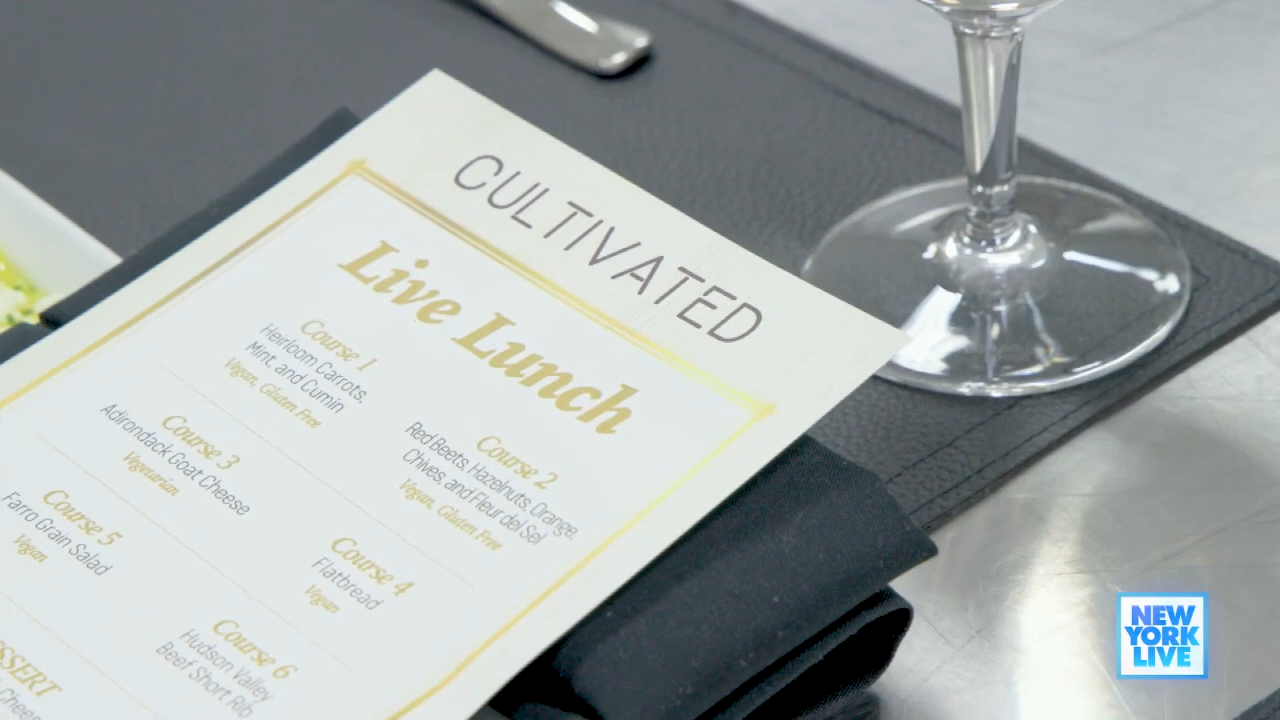 CULTIVATED
Live Lunch
Course 1
Heirloom Carrots,
Mint, and Cumin
Vegan, Gluten Free
Course 2
Red Beets, Hazelnuts, Orange,
Chives, and Fleur del Sel
Vegan, Gluten Free
Course 3
Adirondack Goat Cheese
Vegetarian
Course 4
Flatbread
Vegan
Course 5
Farro Grain Salad
Vegan
Course 6
Hudson Valley
Beef Short Rib
NEW
YORK
LIVE